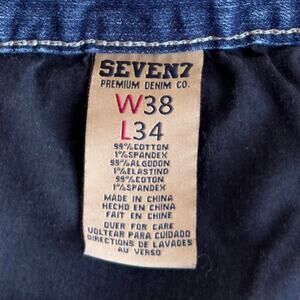 SEVEN7
PREMIUM DENIM CO.
W38
L34
99%COTTON
1%SPANDEX
99%ALGODON
1%ELASTINO
99%COTON
1%SPANDEX
MADE IN CHINA
HECHO EN CHINA
FAIT EN CHINE
OVER FOR CARE
VOLTEAR PARA CUIDADO
DIRECTIONS DE LAVAGES
AU VERSO